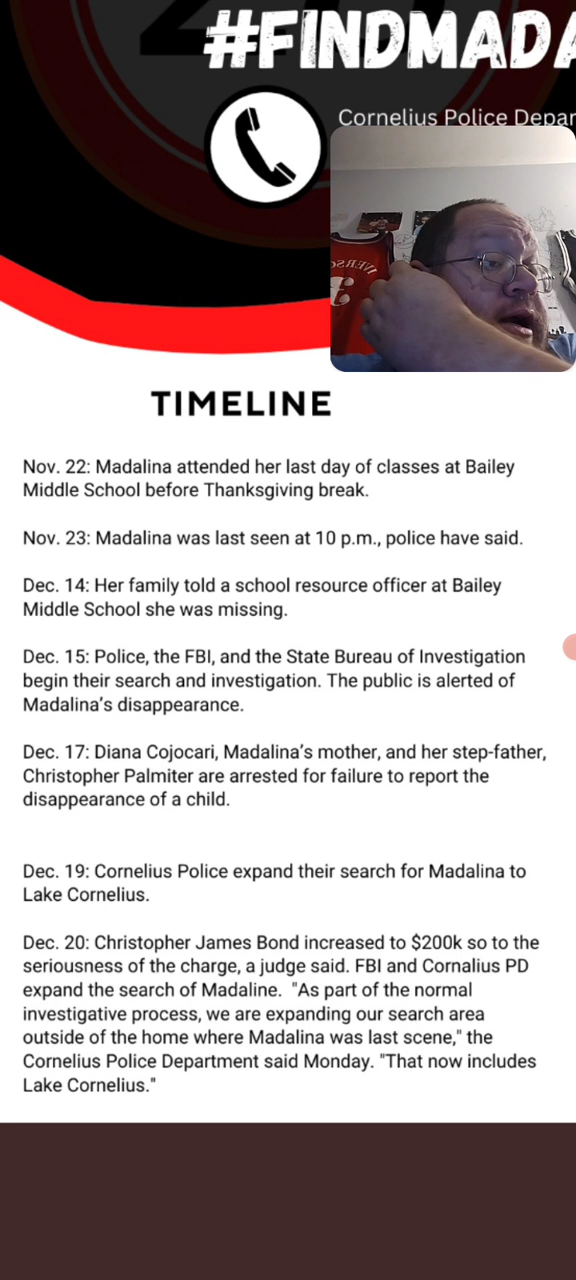 #FINDMADA
Cornelius Police Depar
TIMELINE
Nov. 22: Madalina attended her last day of classes at Bailey
Middle School before Thanksgiving break.
Nov. 23: Madalina was last seen at 10 p.m., police have said.
Dec. 14: Her family told a school resource officer at Bailey
Middle School she was missing.
Dec. 15: Police, the FBI, and the State Bureau of Investigation
begin their search and investigation. The public is alerted of
Madalina's disappearance.
Dec. 17: Diana Cojocari, Madalina's mother, and her step-father,
Christopher Palmiter are arrested for failure to report the
disappearance of a child.
Dec. 19: Cornelius Police expand their search for Madalina to
Lake Cornelius.
Dec. 20: Christopher James Bond increased to $200k so to the
seriousness of the charge, a judge said. FBI and Cornalius PD
expand the search of Madaline.  "As part of the normal
investigative process, we are expanding our search area
outside of the home where Madalina was last scene," the
Cornelius Police Department said Monday. "That now includes
Lake Cornelius."